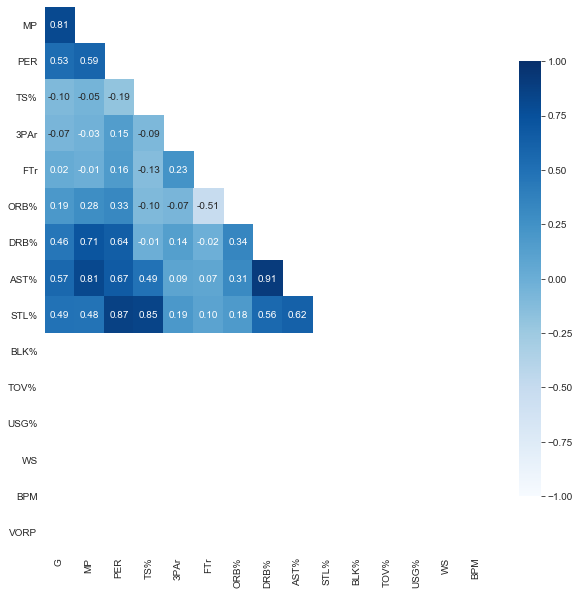 MP 0.81
PER 0.53 0.59
TS% -0.10 -0.05 -0.19
3PAr -0.07 -0.03 0.15 -0.09
FTr 0.02 -0.01 0.16 -0.13 0.23
ORB% 0.19 0.28 0.33 -0.10 -0.07 -0.51
DRB% 0.46 0.71 0.64 -0.01 0.14 -0.02 0.34
AST% 0.57 0.81 0.67 0.49 0.09 0.07 0.31 0.91
STL% 0.49 0.48 0.87 0.85 0.19 0.10 0.18 0.56 0.62
BLK%
TOV%
USG%
WS
BPM
VORP
G MP PER TS% 3PAr FTr ORB% DRB% AST% STL% BLK% TOV% USG% WS BPM
1.00
0.75
0.50
0.25
0.00
−0.25
−0.50
−0.75
−1.00